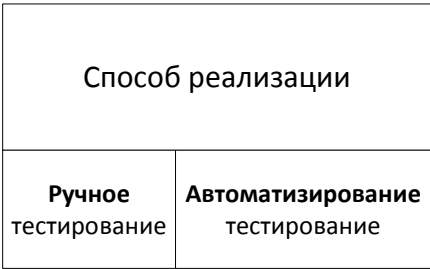 Способ реализации
Ручное
тестирование
Автоматизирование
тестирование